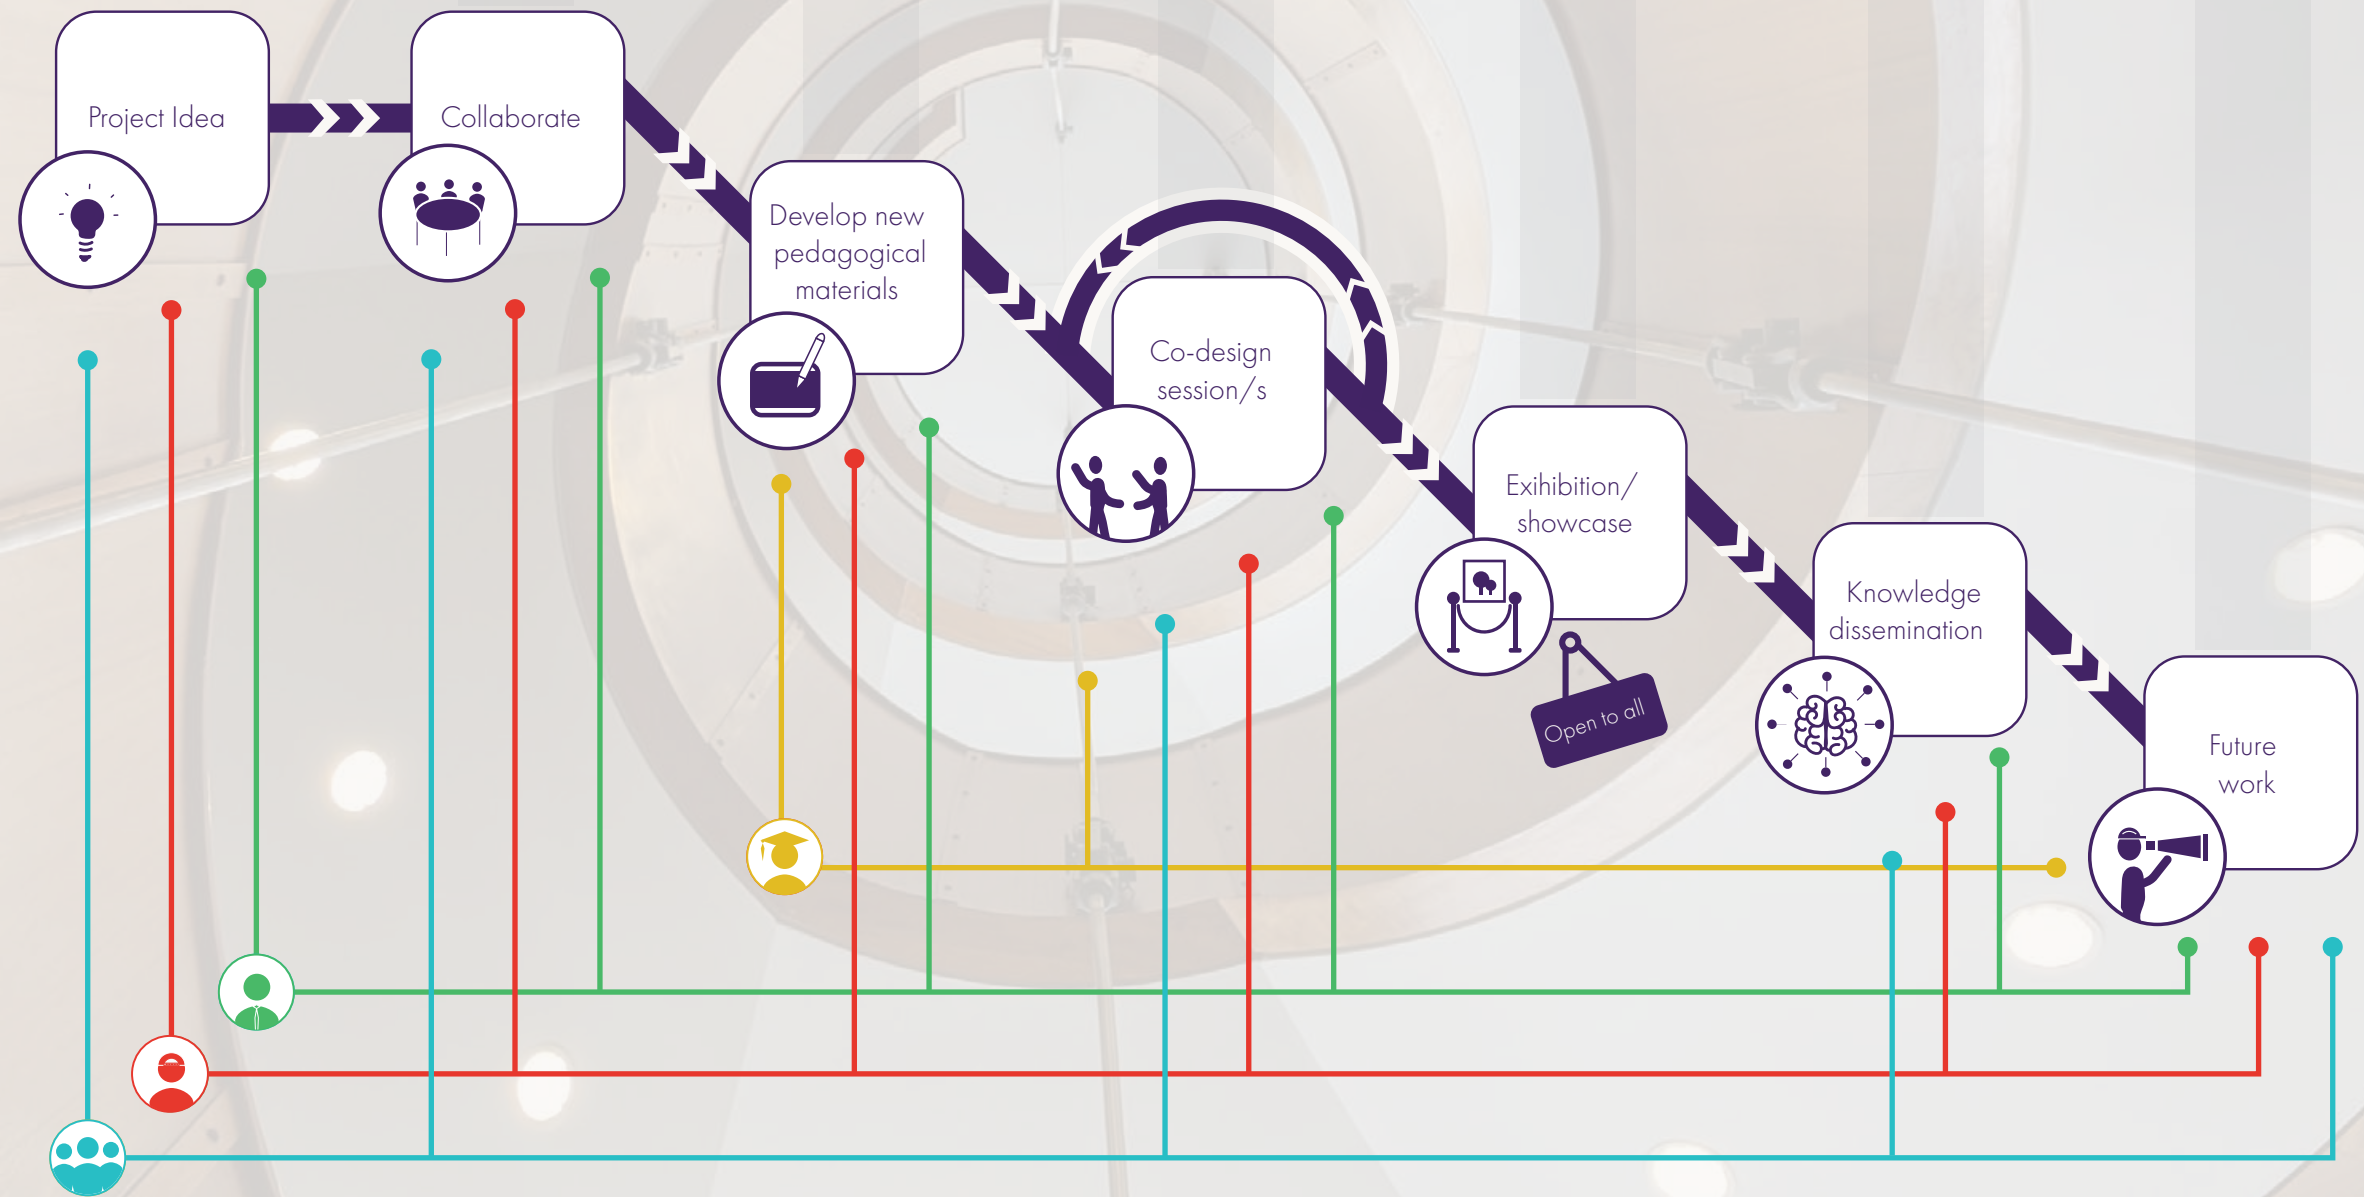 Project Idea
Collaborate
Develop new
pedagogical
materials
Co-design
session/s
Exihibition/
showcase
Open to all
Knowledge
dissemination
Future
work